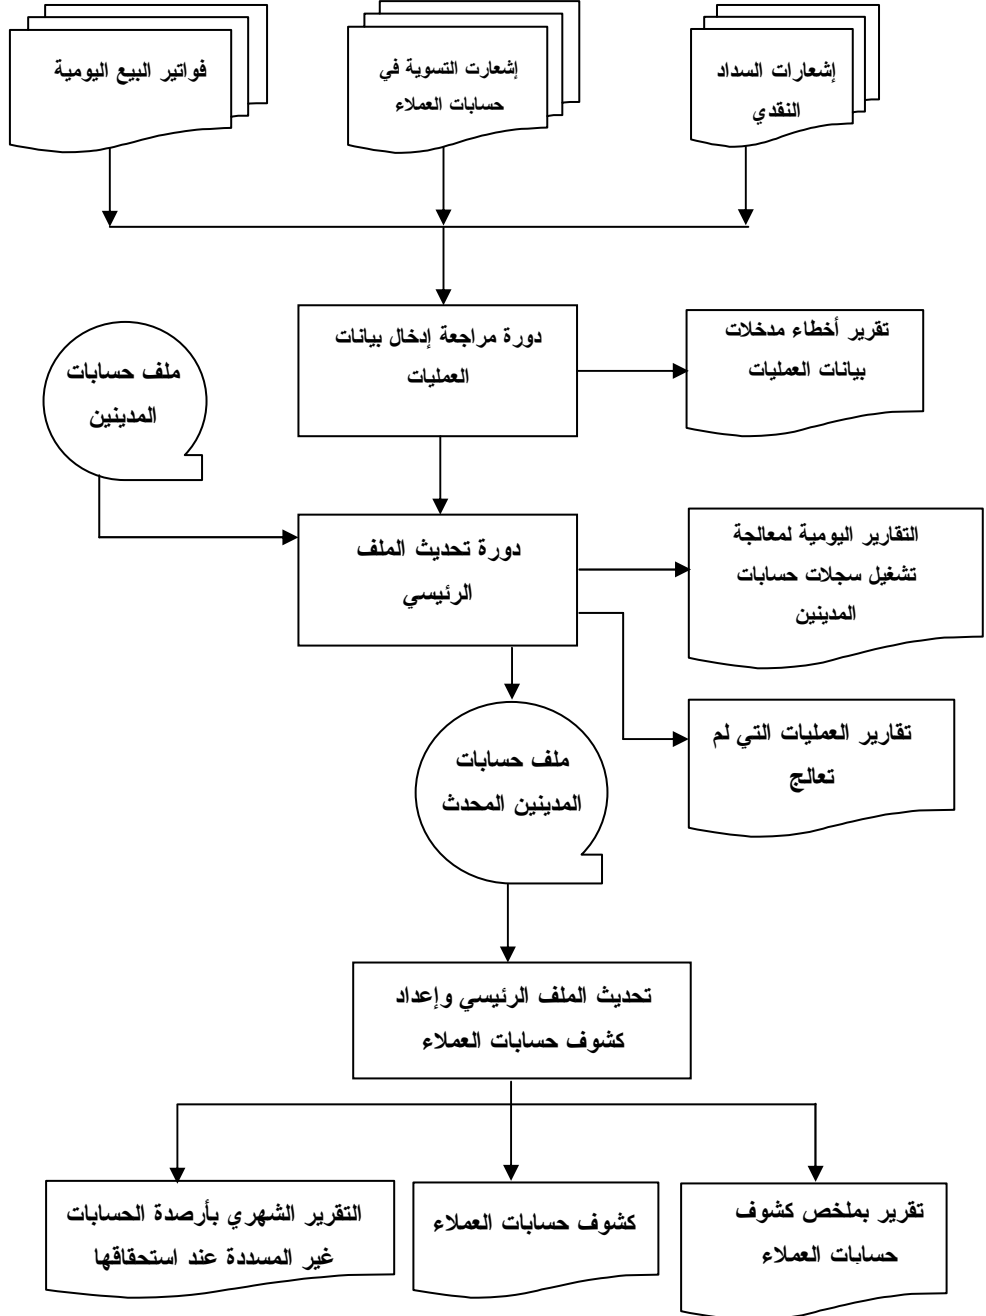 إشعارات السداد
النقدي
إشعارت التسوية في
حسابات العملاء
فواتير البيع اليومية
دورة مراجعة إدخال بيانات
العمليات
تقرير أخطاء مدخلات
بيانات العمليات
ملف حسابات
المدينين
دورة تحديث الملف
الرئيسي
التقارير اليومية لمعالجة
تشغيل سجلات حسابات
المدينين
تقارير العمليات التي لم
تعالج
ملف حسابات
المدينين المحدث
تحديث الملف الرئيسي وإعداد
كشوف حسابات العملاء
تقرير بملخص كشوف
حسابات العملاء
كشوف حسابات العملاء
التقرير الشهري بأرصدة الحسابات
غير المسددة عند استحقاقها